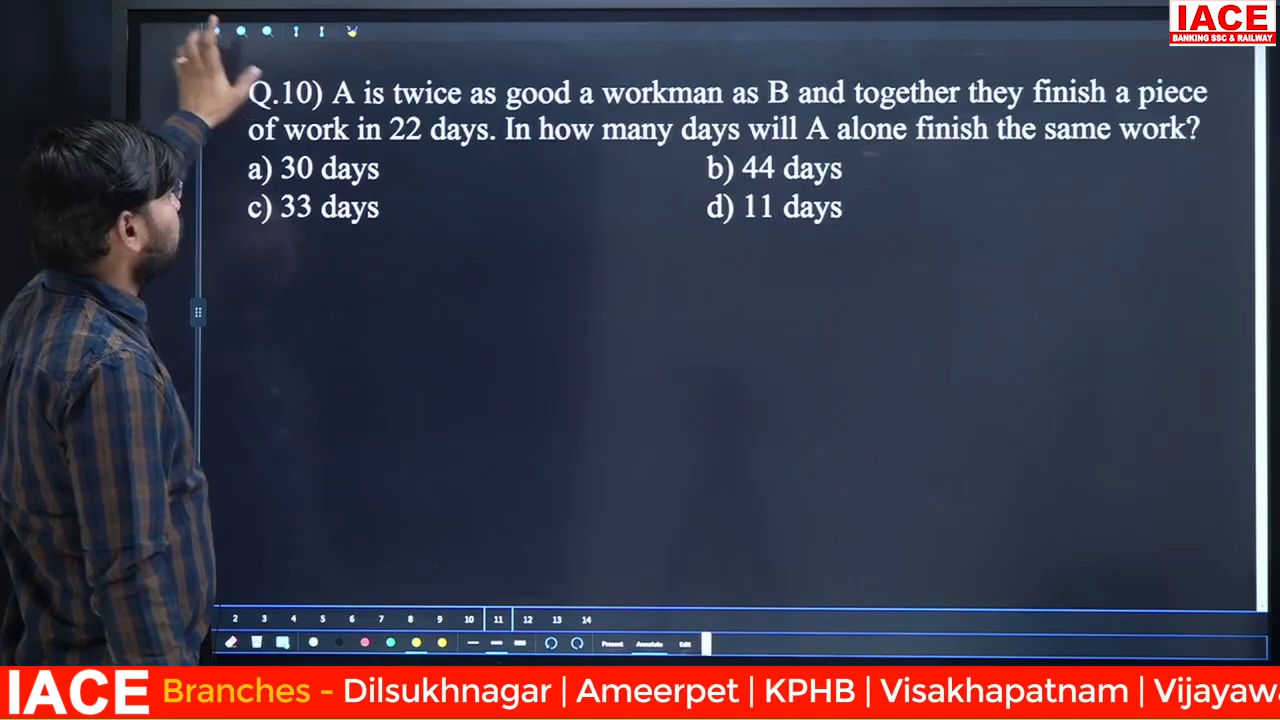 IACE
BANKING SSC & RAILWAY
Q.10) A is twice as good a workman as B and together they finish a piece
of work in 22 days. In how many days will A alone finish the same work?
a) 30 days b) 44 days
c) 33 days d) 11 days
2 3 4 5 6 7 8 9 10 11 12 13 14
Present Annotate Edit
IACE Branches - Dilsukhnagar | Ameerpet | KPHB | Visakhapatnam | Vijayaw